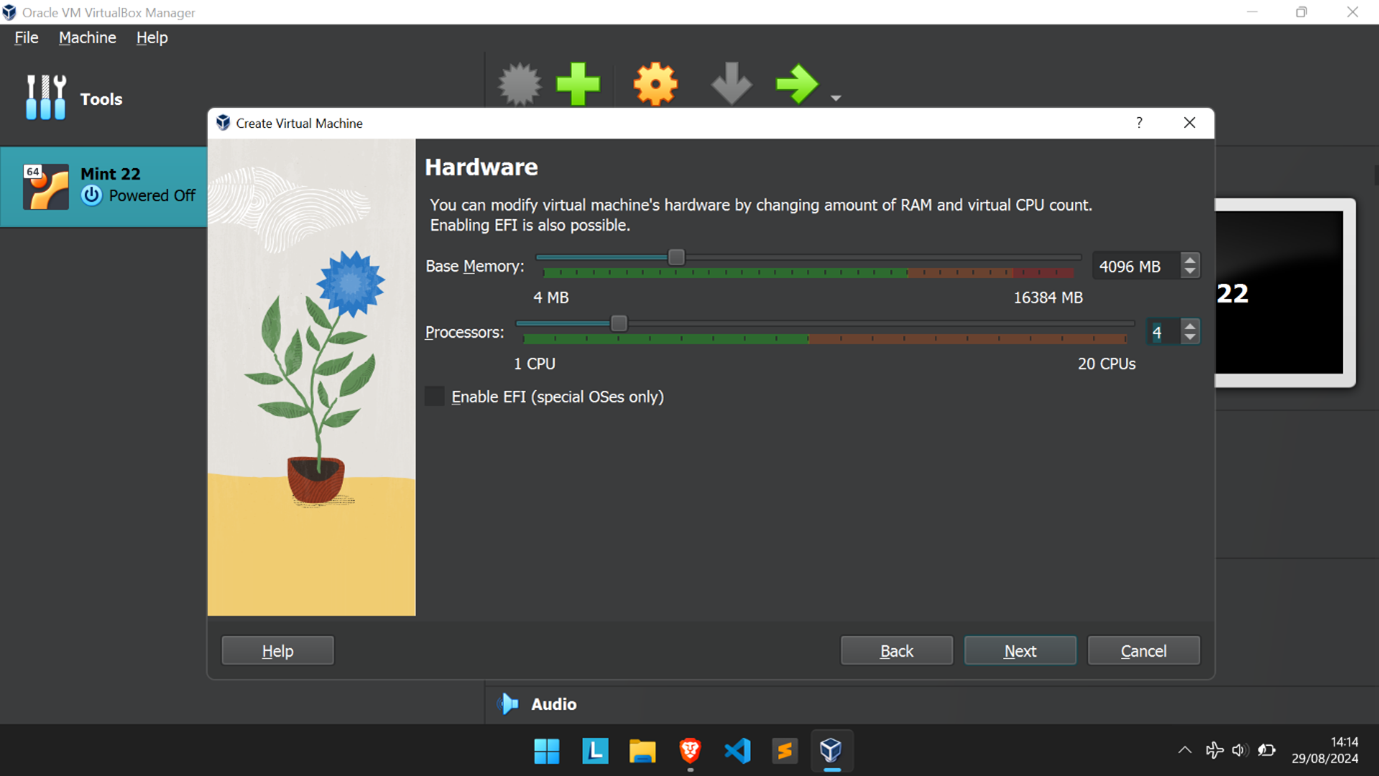 Oracle VM VirtualBox Manager
File Machine Help
Tools
64
Mint 22
Powered Off
Create Virtual Machine
?
Hardware
You can modify virtual machine's hardware by changing amount of RAM and virtual CPU count.
Enabling EFI is also possible.
Base Memory:
4096 MB
4 MB
16384 MB
Processors:
4
1 CPU
20 CPUs
Enable EFI (special OSes only)
22
Help
Back
Next
Cancel
Audio
L
14:14
29/08/2024